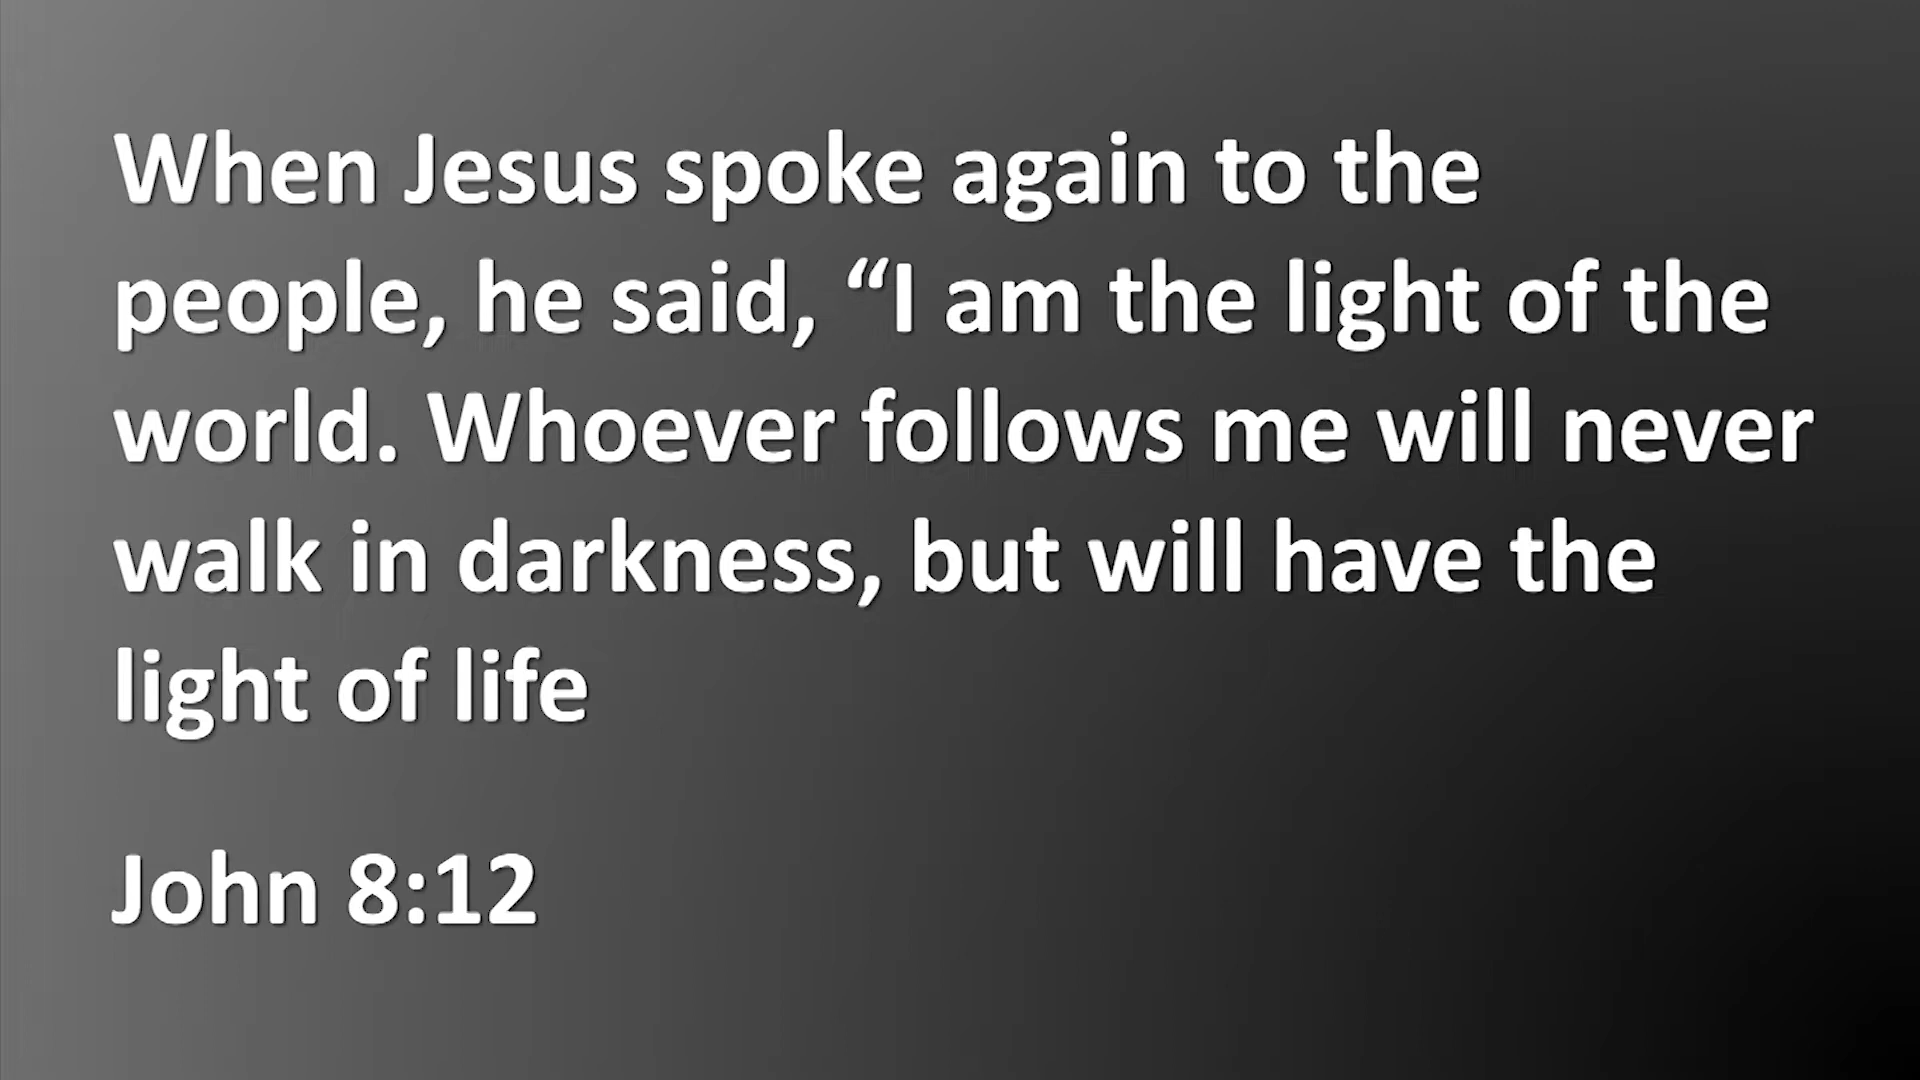 When Jesus spoke again to the
people, he said, “I am the light of the
world. Whoever follows me will never
walk in darkness, but will have the
light of life
John 8:12